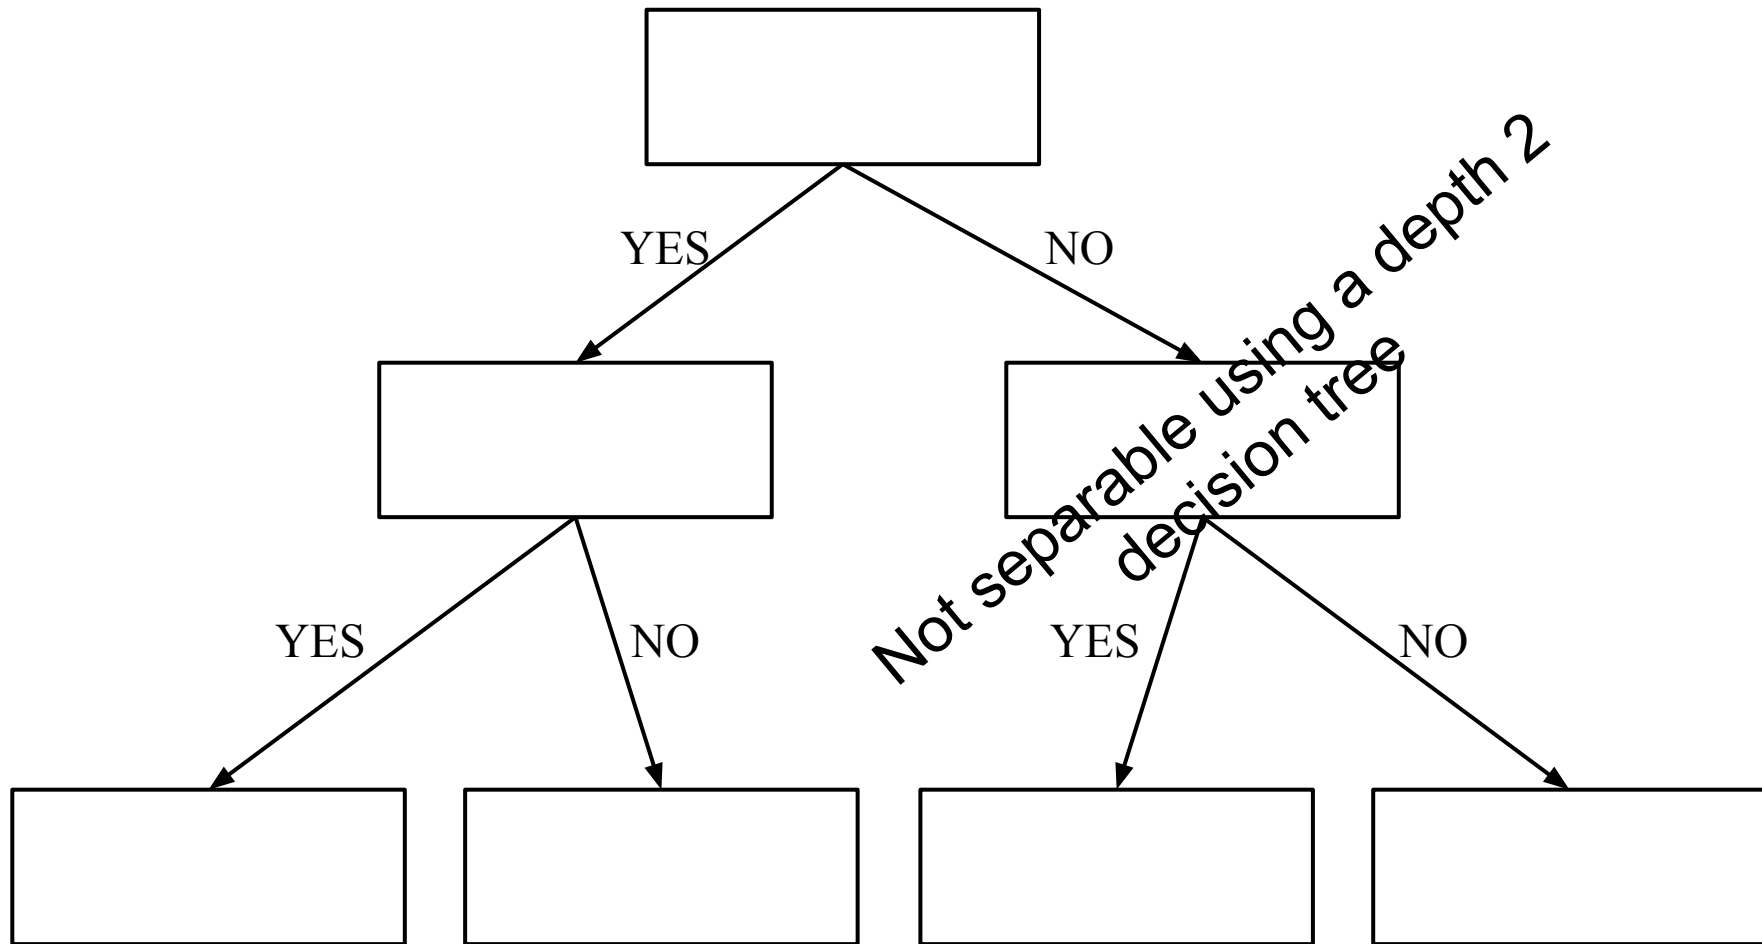 YES
NO
Not separable using a depth 2
decision tree
YES
NO
YES
NO